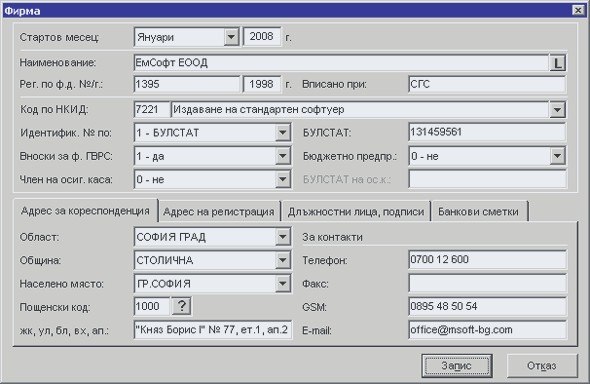 Фирма
Стартов месец: Януари 2008 г.
Наименование: ЕмСофт ЕООД L
Рег. по ф.д. №/г.: 1395 1998 г. Вписано при: СГС
Код по НКИД: 7221 Издаване на стандартен софтуер
Идентифик. № по: 1 - БУЛСТАТ БУЛСТАТ: 131459561
Вноски за ф. ГВРС: 1 - да Бюджетно предпр.: 0 - не
Член на осиг. каса: 0 - не БУЛСТАТ на ос.к.:
Адрес за кореспонденция Адрес на регистрация Длъжностни лица, подписи Банкови сметки
Област: СОФИЯ ГРАД За контакти
Община: СТОЛИЧНА Телефон: 0700 12 600
Населено място: ГР.СОФИЯ Факс:
Пощенски код: 1000 ? GSM: 0895 48 50 54
жк, ул, бл, вх, ап.: "Княз Борис I" № 77, ет.1, ап.2 E-mail: office@msoft-bg.com
Запис Отказ